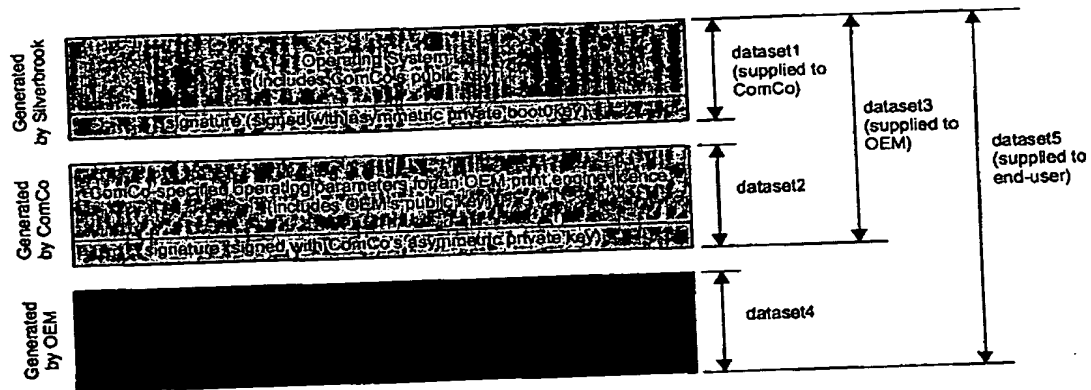 Generated
by Silverbrook
Operating System
(includes ComCo's public key)
signature (signed with asymmetric private boot0key)
dataset1
(supplied to
ComCo)
dataset3
(supplied to
OEM)
dataset5
(supplied to
end-user)
Generated
by ComCo
ComCo-specified operating parameters for an OEM print engine licence
(includes OEM's public key)
signature (signed with ComCo's asymmetric private key)
dataset2
Generated
by OEM
dataset4